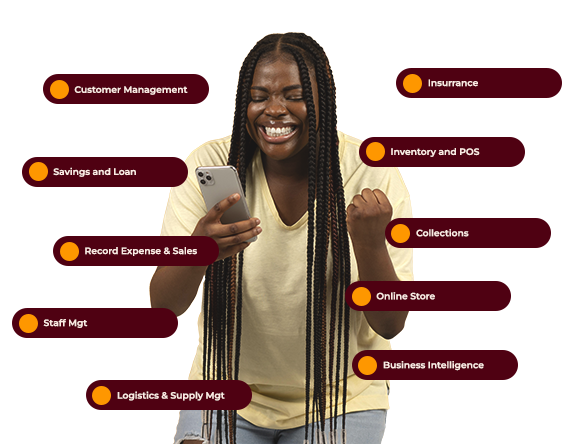 Customer Management
Insurrance
Inventory and POS
Savings and Loan
Collections
Record Expense & Sales
Online Store
Staff Mgt
Business Intelligence
Logistics & Supply Mgt